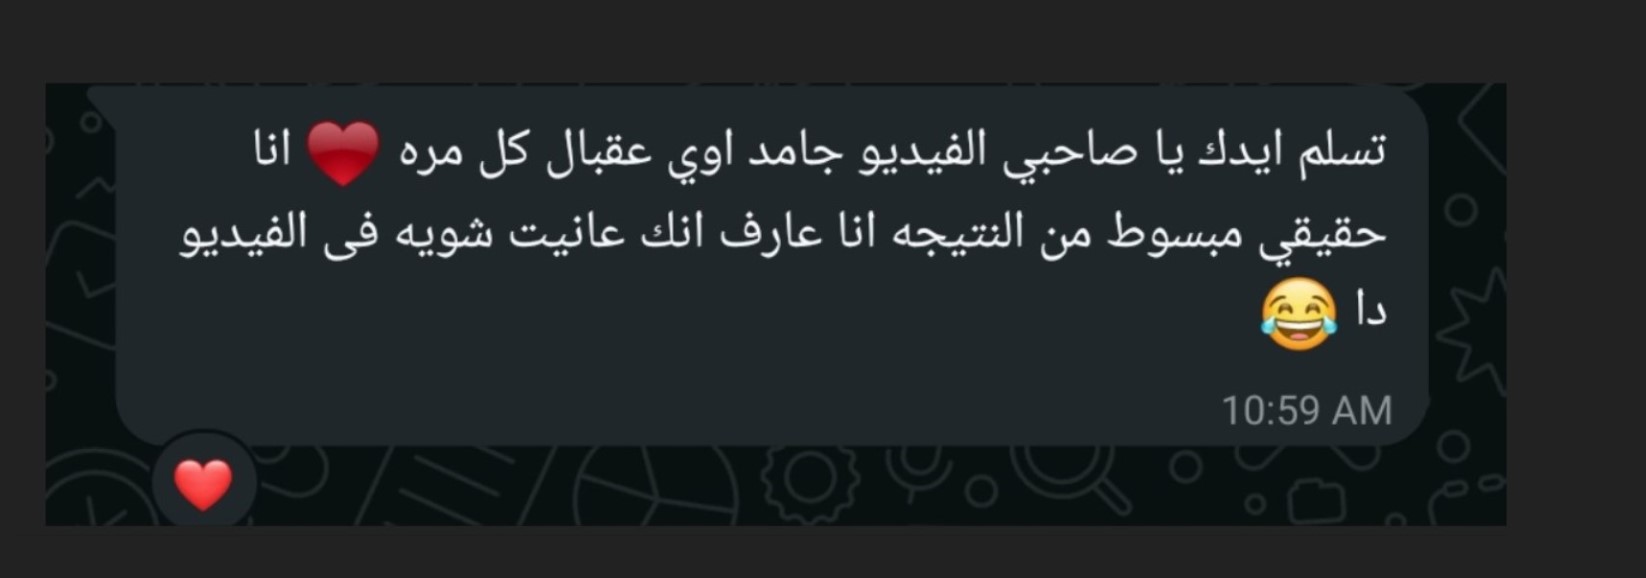 تسلم ايدك يا صاحبي الفيديو جامد اوي عقبال كل مره ❤️ انا
حقيقي مبسوط من النتيجه انا عارف انك عانيت شويه فى الفيديو
دا 😂
10:59 AM